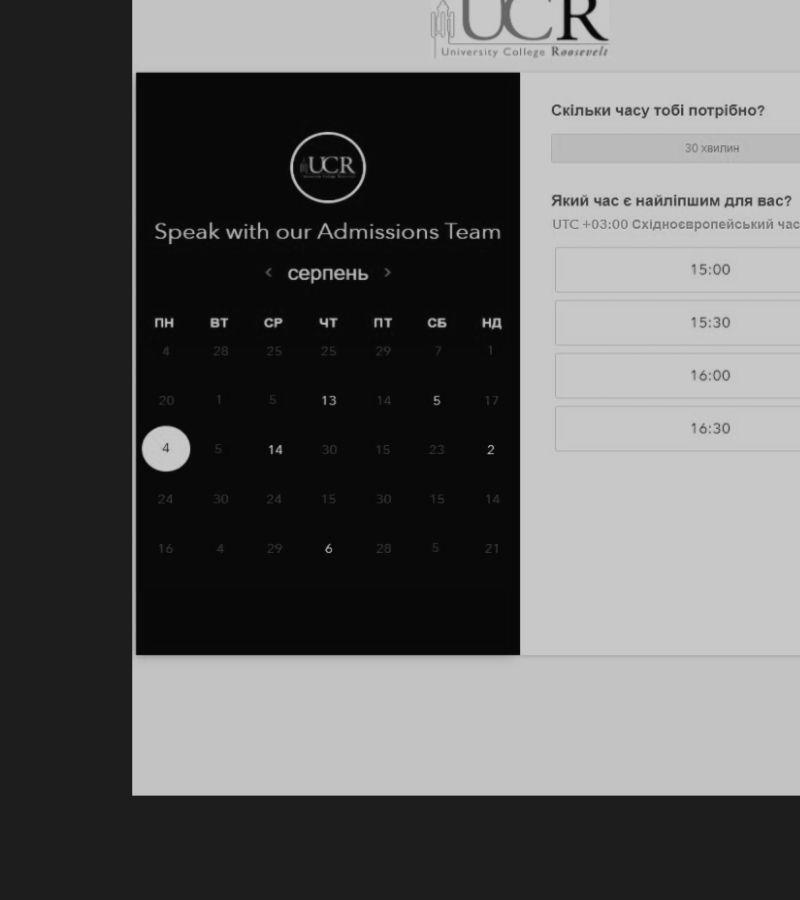 UCR
University College Roosevelt
UCR
Speak with our Admissions Team
< серпень >
ПН ВТ СР ЧТ ПТ СБ НД
4 28 25 25 29 7 1
20 1 5 13 14 5 17
4 5 14 30 15 23 2
24 30 24 15 30 15 14
16 4 29 6 28 5 21
Скільки часу тобі потрібно?
30 хвилин
Який час є найліпшим для вас?
UTC +03:00 Східноєвропейський час
15:00
15:30
16:00
16:30